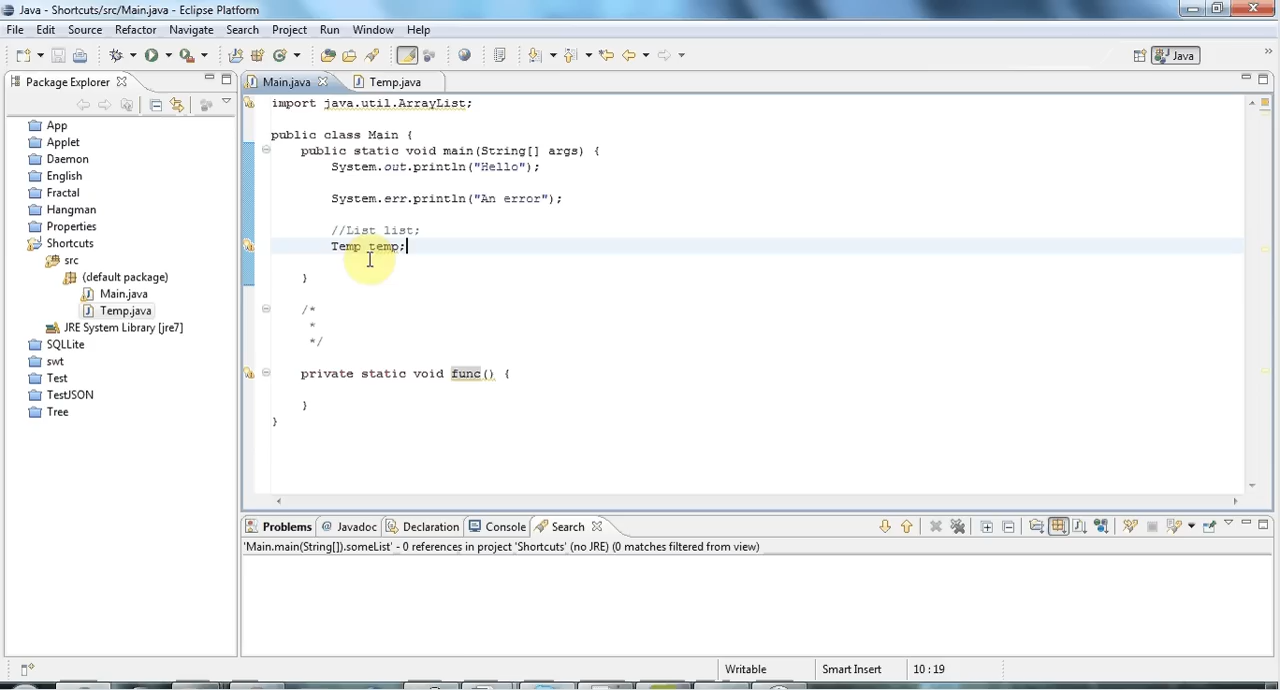 Java - Shortcuts/src/Main.java - Eclipse Platform
File Edit Source Refactor Navigate Search Project Run Window Help
Java
Package Explorer
Main.java Temp.java
App
Applet
Daemon
English
Fractal
Hangman
Properties
Shortcuts
src
(default package)
Main.java
Temp.java
JRE System Library [jre7]
SQLLite
swt
Test
TestJSON
Tree
import java.util.ArrayList;
public class Main {
public static void main(String[] args) {
System.out.println("Hello");
System.err.println("An error");
//List list;
Temp temp;
}
/*
*
*/
private static void func() {
}
}
Problems @ Javadoc Declaration Console Search
'Main.main(String[]).someList' - 0 references in project 'Shortcuts' (no JRE) (0 matches filtered from view)
Writable Smart Insert 10 : 19